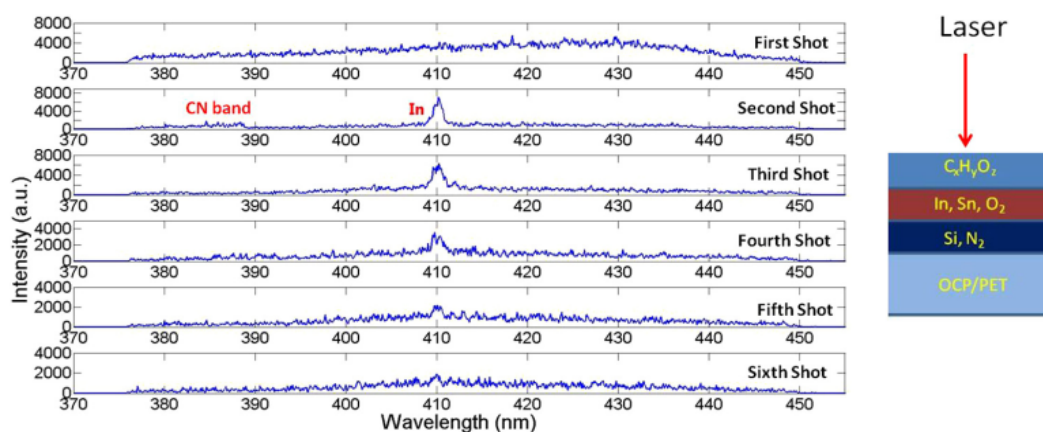 8000
4000
0
First Shot
370 380 390 400 410 420 430 440 450
8000
4000
0
CN band
In
Second Shot
370 380 390 400 410 420 430 440 450
8000
4000
0
Third Shot
370 380 390 400 410 420 430 440 450
4000
2000
0
Fourth Shot
370 380 390 400 410 420 430 440 450
4000
2000
0
Fifth Shot
370 380 390 400 410 420 430 440 450
4000
2000
0
Sixth Shot
370 380 390 400 410 420 430 440 450
Intensity (a.u.)
Wavelength (nm)
Laser
CₓHᵧO_z
In, Sn, O₂
Si, N₂
OCP/PET